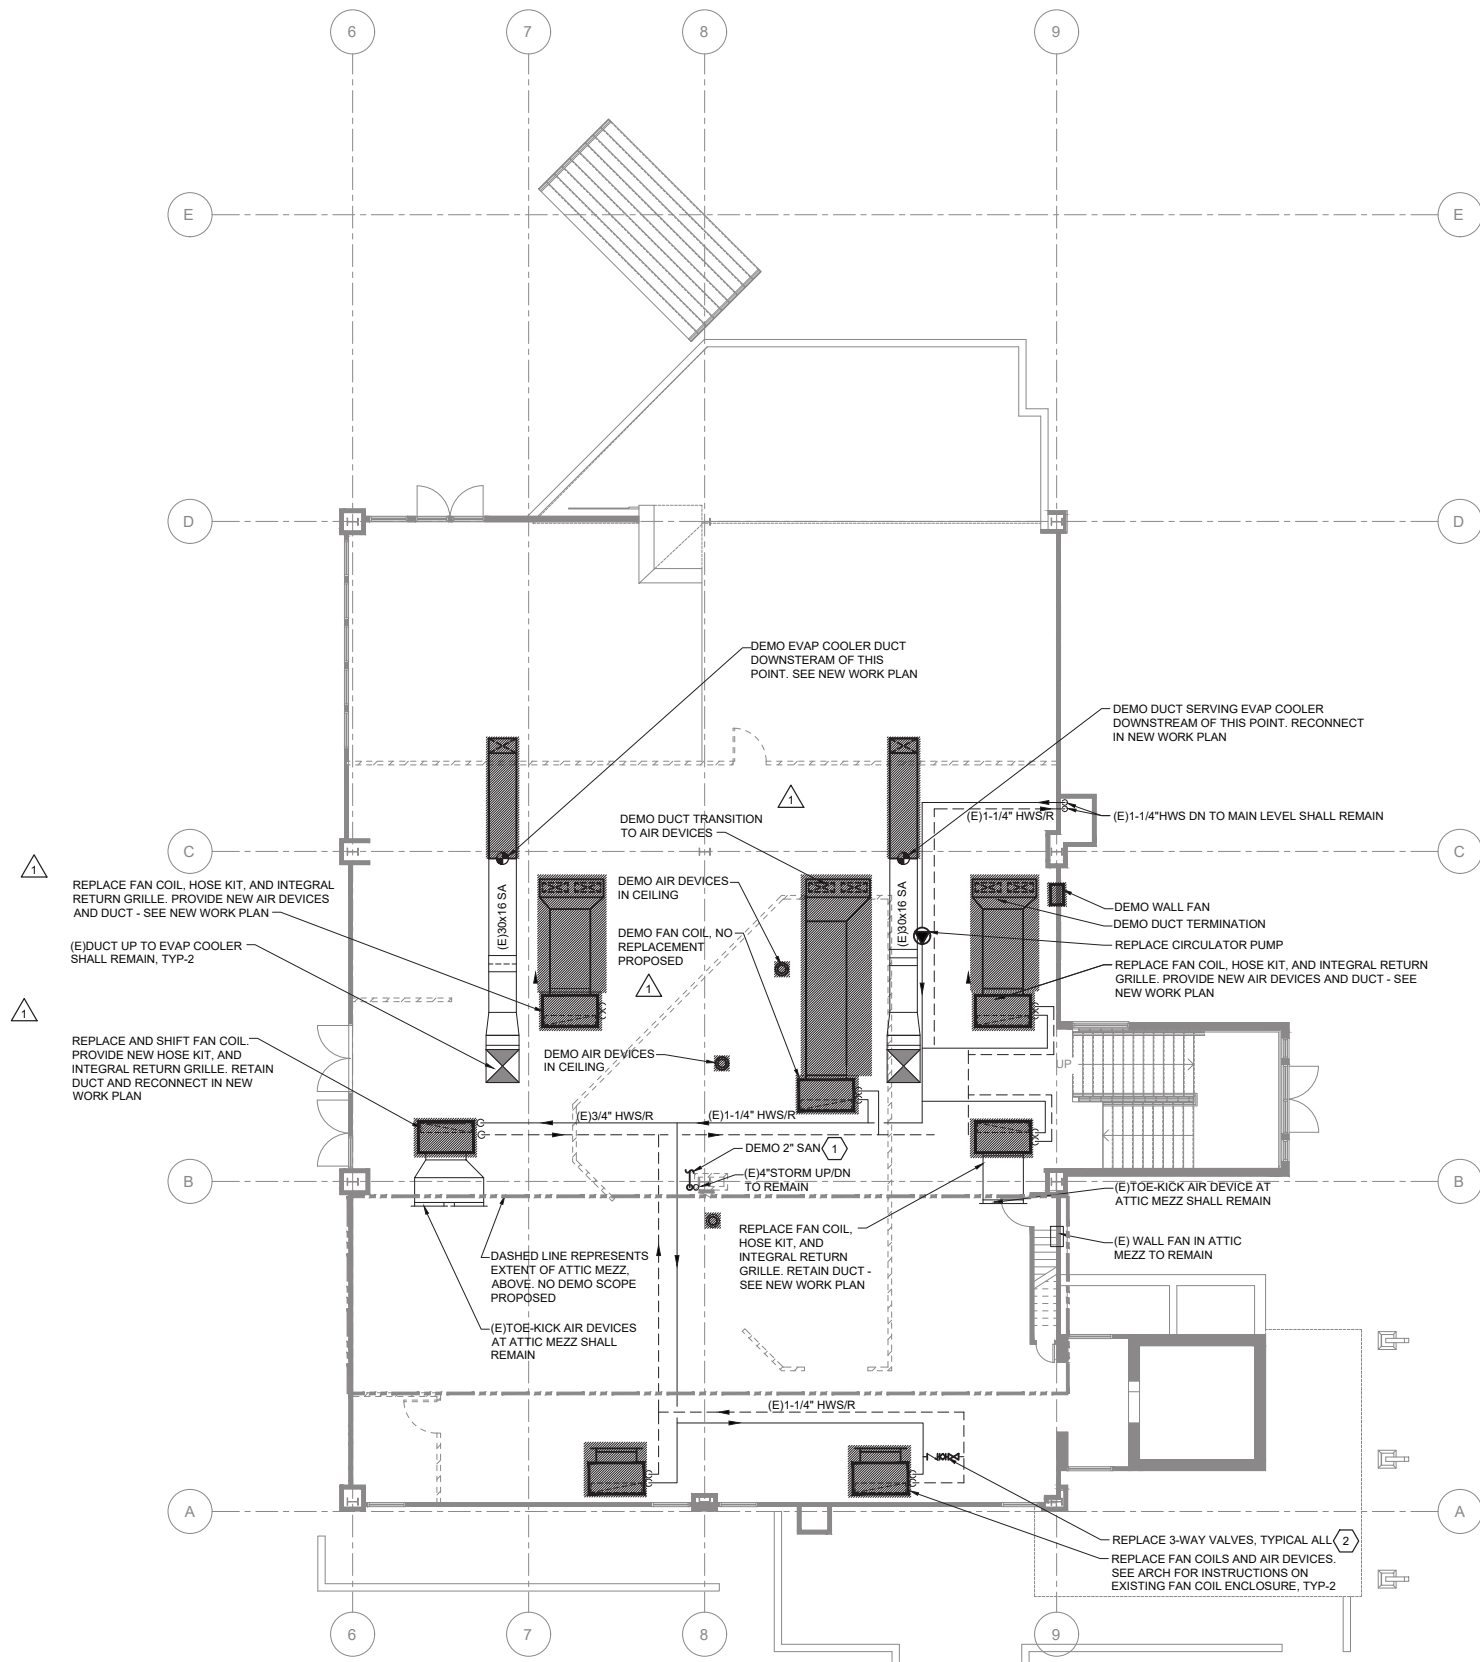 6
7
8
9
E
E
D
D
DEMO EVAP COOLER DUCT
DOWNSTERAM OF THIS
POINT. SEE NEW WORK PLAN
DEMO DUCT SERVING EVAP COOLER
DOWNSTREAM OF THIS POINT. RECONNECT
IN NEW WORK PLAN
1
DEMO DUCT TRANSITION
TO AIR DEVICES
(E)1-1/4" HWS/R
(E)1-1/4"HWS DN TO MAIN LEVEL SHALL REMAIN
C
C
1
REPLACE FAN COIL, HOSE KIT, AND INTEGRAL
RETURN GRILLE. PROVIDE NEW AIR DEVICES
AND DUCT - SEE NEW WORK PLAN
(E)30x16 SA
DEMO AIR DEVICES
IN CEILING
(E)30x16 SA
DEMO WALL FAN
DEMO DUCT TERMINATION
DEMO FAN COIL, NO
REPLACEMENT
PROPOSED
REPLACE CIRCULATOR PUMP
(E)DUCT UP TO EVAP COOLER
SHALL REMAIN, TYP-2
REPLACE FAN COIL, HOSE KIT, AND INTEGRAL RETURN
GRILLE. PROVIDE NEW AIR DEVICES AND DUCT - SEE
NEW WORK PLAN
1
1
REPLACE AND SHIFT FAN COIL.
PROVIDE NEW HOSE KIT, AND
INTEGRAL RETURN GRILLE. RETAIN
DUCT AND RECONNECT IN NEW
WORK PLAN
DEMO AIR DEVICES
IN CEILING
UP
(E)3/4" HWS/R
(E)1-1/4" HWS/R
DEMO 2" SAN
1
(E)4"STORM UP/DN
TO REMAIN
B
B
(E)TOE-KICK AIR DEVICE AT
ATTIC MEZZ SHALL REMAIN
REPLACE FAN COIL,
HOSE KIT, AND
INTEGRAL RETURN
GRILLE. RETAIN DUCT -
SEE NEW WORK PLAN
(E) WALL FAN IN ATTIC
MEZZ TO REMAIN
DASHED LINE REPRESENTS
EXTENT OF ATTIC MEZZ,
ABOVE. NO DEMO SCOPE
PROPOSED
(E)TOE-KICK AIR DEVICES
AT ATTIC MEZZ SHALL
REMAIN
(E)1-1/4" HWS/R
A
A
REPLACE 3-WAY VALVES, TYPICAL ALL
2
REPLACE FAN COILS AND AIR DEVICES.
SEE ARCH FOR INSTRUCTIONS ON
EXISTING FAN COIL ENCLOSURE, TYP-2
6
7
8
9